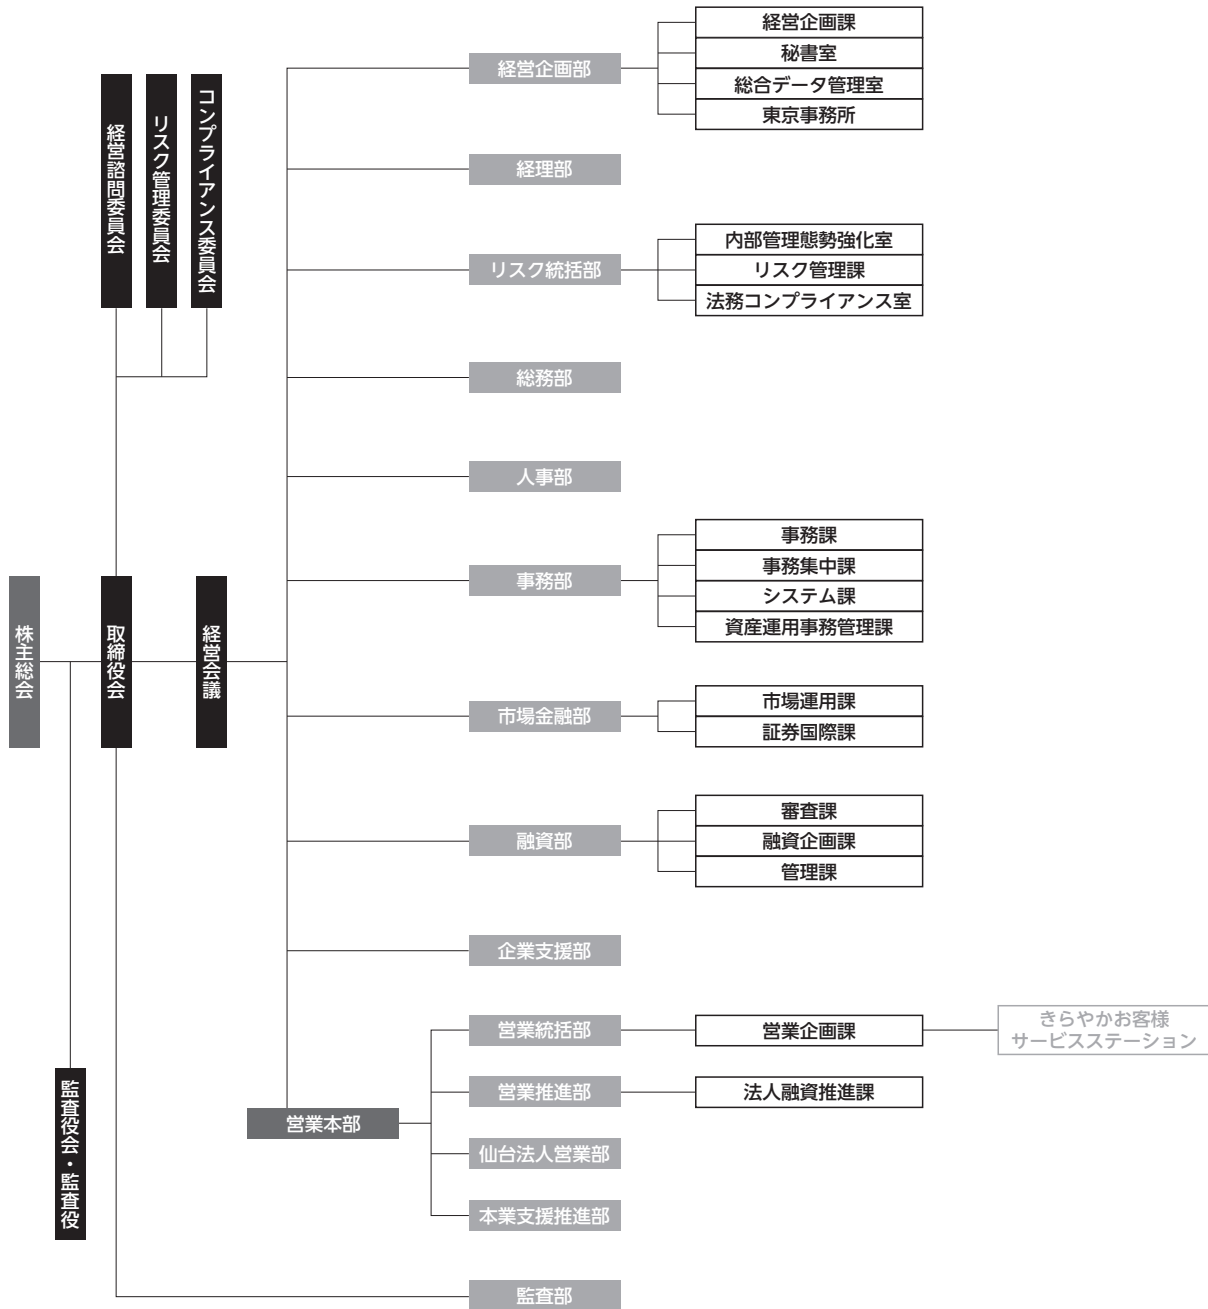 株主総会
監査役会・監査役
取締役会
経営諮問委員会
リスク管理委員会
コンプライアンス委員会
経営会議
経営企画部
経営企画課
秘書室
総合データ管理室
東京事務所
経理部
リスク統括部
内部管理態勢強化室
リスク管理課
法務コンプライアンス室
総務部
人事部
事務部
事務課
事務集中課
システム課
資産運用事務管理課
市場金融部
市場運用課
証券国際課
融資部
審査課
融資企画課
管理課
企業支援部
営業本部
営業統括部
営業企画課
きらやかお客様
サービスステーション
営業推進部
法人融資推進課
仙台法人営業部
本業支援推進部
監査部